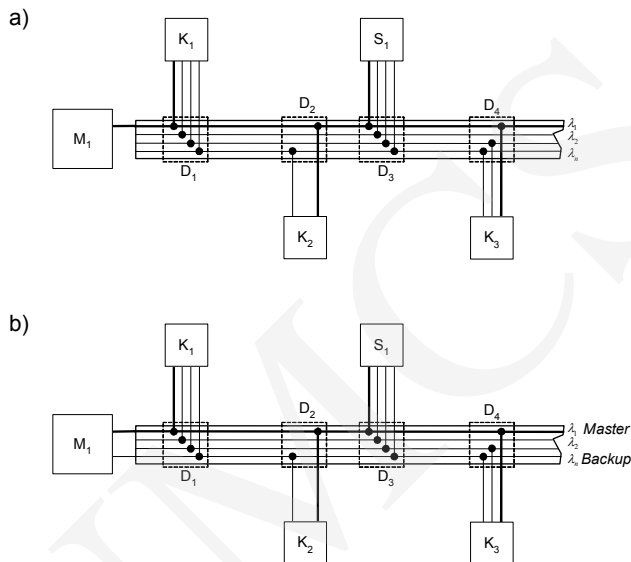 a)
K1
S1
D2
D4
M1
λ1
λ2
λn
D1
D3
K2
K3
b)
K1
S1
D2
D4
M1
λ1 Master
λ2
λn Backup
D1
D3
K2
K3